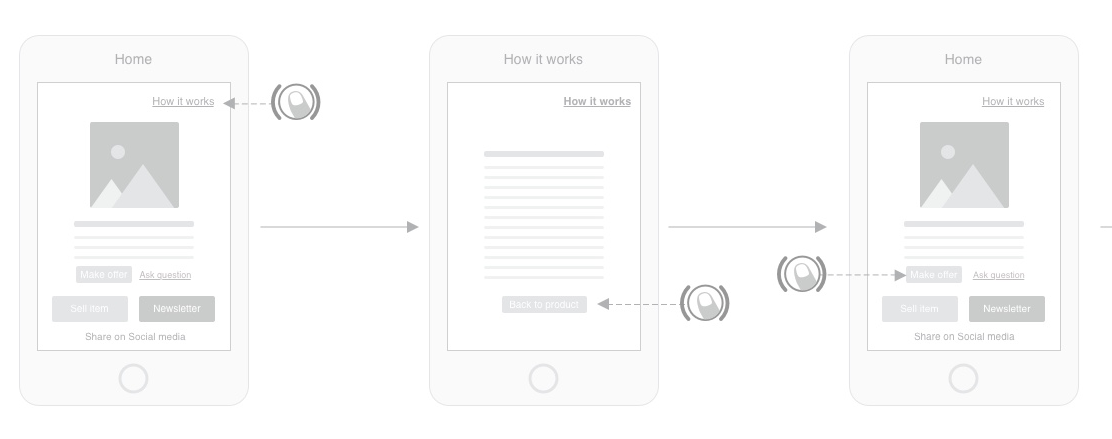 Home
How it works
Make offer
Ask question
Sell item
Newsletter
Share on Social media
How it works
How it works
Back to product
Home
How it works
Make offer
Ask question
Sell item
Newsletter
Share on Social media